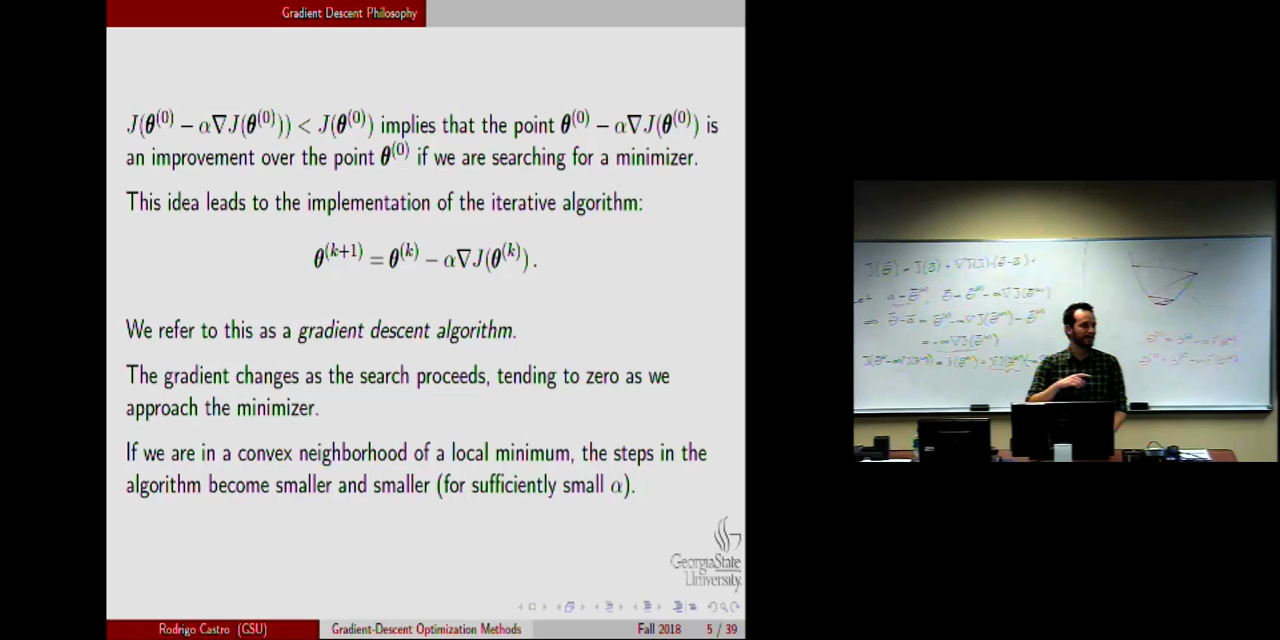 Gradient Descent Philosophy
J(θ⁽⁰⁾ − α∇J(θ⁽⁰⁾)) < J(θ⁽⁰⁾) implies that the point θ⁽⁰⁾ − α∇J(θ⁽⁰⁾) is
an improvement over the point θ⁽⁰⁾ if we are searching for a minimizer.
This idea leads to the implementation of the iterative algorithm:
θ⁽ᵏ⁺¹⁾ = θ⁽ᵏ⁾ − α∇J(θ⁽ᵏ⁾).
We refer to this as a gradient descent algorithm.
The gradient changes as the search proceeds, tending to zero as we
approach the minimizer.
If we are in a convex neighborhood of a local minimum, the steps in the
algorithm become smaller and smaller (for sufficiently small α).
GeorgiaState
University
Rodrigo Castro (GSU) Gradient-Descent Optimization Methods Fall 2018 5 / 39